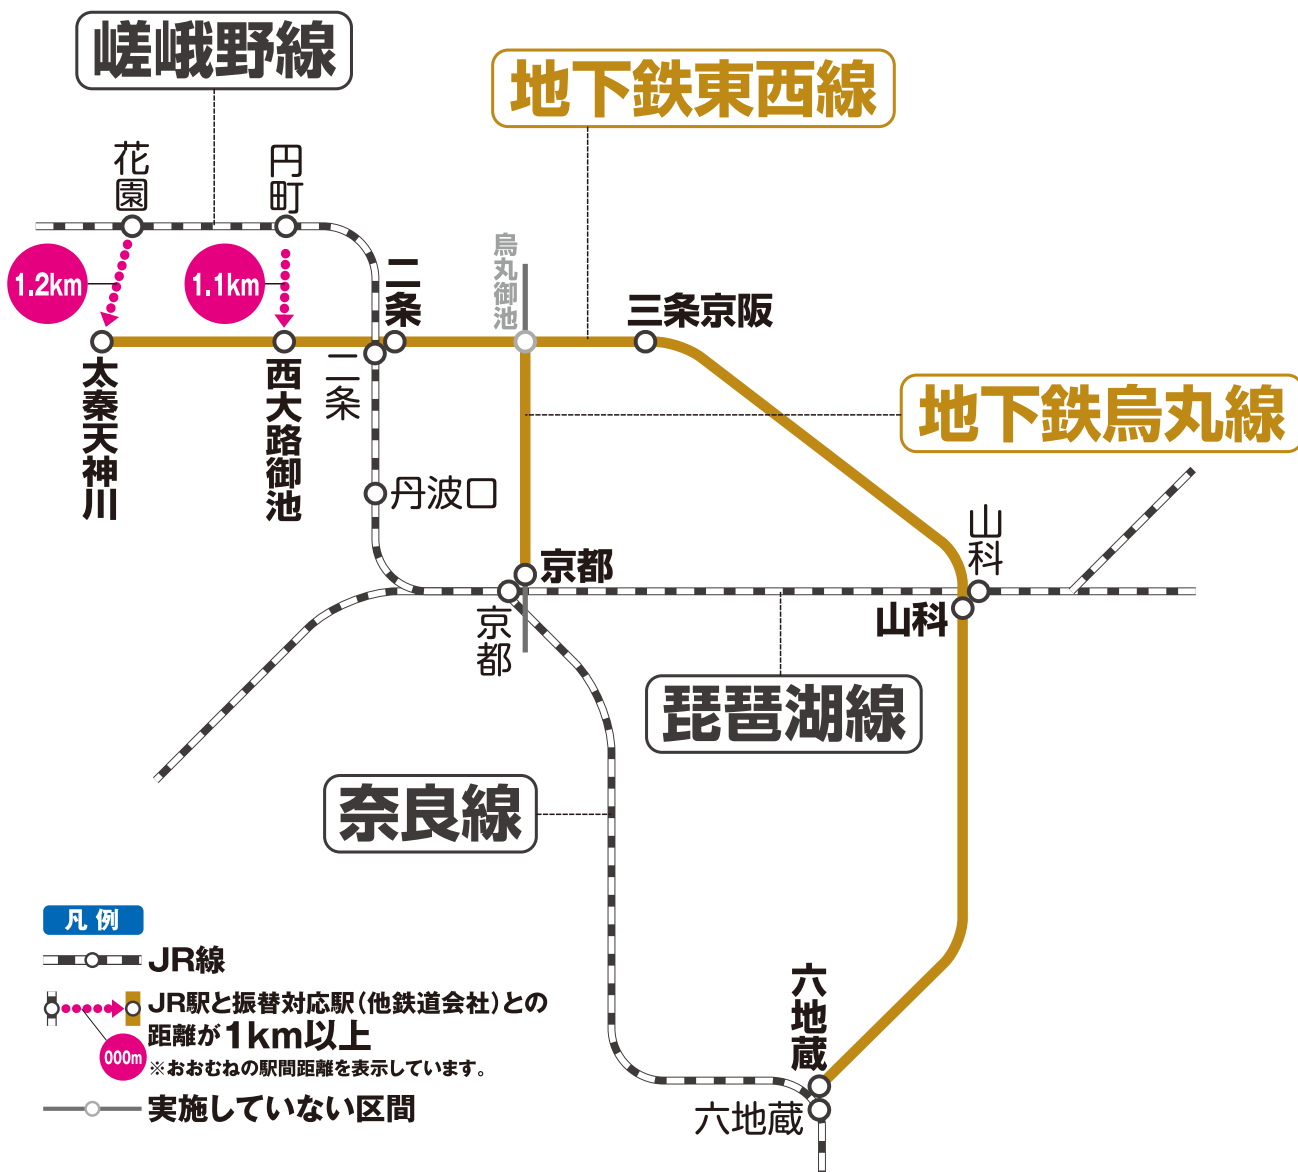 嵯峨野線
地下鉄東西線
花園
円町
1.2km
1.1km
烏丸御池
二条
三条京阪
太秦天神川
西大路御池
二条
地下鉄烏丸線
丹波口
山科
京都
京都
山科
琵琶湖線
奈良線
凡例
JR線
JR駅と振替対応駅(他鉄道会社)との
距離が1km以上
000m
※おおむねの駅間距離を表示しています。
実施していない区間
六地蔵
六地蔵